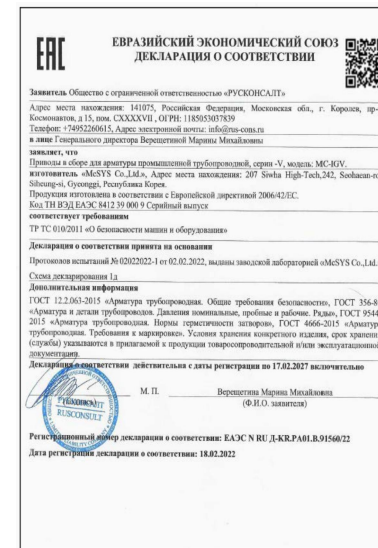 ЕАС
ЕВРАЗИЙСКИЙ ЭКОНОМИЧЕСКИЙ СОЮЗ
ДЕКЛАРАЦИЯ О СООТВЕТСТВИИ
Заявитель Общество с ограниченной ответственностью «РУСКОНСАЛТ»
Адрес места нахождения: 141075, Российская Федерация, Московская обл., г. Королев, пр-
Космонавтов, д 15, пом. CXXXVII , ОГРН: 1185053037839
Телефон: +74952260615, Адрес электронной почты: info@rus-cons.ru
в лице Генерального директора Верещетиной Марины Михайловны
заявляет, что
Приводы в сборе для арматуры промышленной трубопроводной, серии -V, модель: MC-IGV.
изготовитель «McSYS Co.,Ltd.», Адрес места нахождения: 207 Siwha High-Tech,242, Seohaean-ro
Siheung-si, Gyeonggi, Республика Корея.
Продукция изготовлена в соответствии с Европейской директивой 2006/42/EC.
Код ТН ВЭД ЕАЭС 8412 39 000 9 Серийный выпуск
соответствует требованиям
ТР ТС 010/2011 «О безопасности машин и оборудования»
Декларация о соответствии принята на основании
Протоколов испытаний № 02022022-1 от 02.02.2022, выданы заводской лабораторией «McSYS Co.,Ltd.
Схема декларирования 1д
Дополнительная информация
ГОСТ 12.2.063-2015 «Арматура трубопроводная. Общие требования безопасности», ГОСТ 356-8
«Арматура и детали трубопроводов. Давления номинальные, пробные и рабочие. Ряды», ГОСТ 9544
2015 «Арматура трубопроводная. Нормы герметичности затворов», ГОСТ 4666-2015 «Арматур
трубопроводная. Требования к маркировке». Условия хранения конкретного изделия, срок хранени
(службы) указываются в прилагаемой к продукции товаросопроводительной и/или эксплуатационно
документации.
Декларация о соответствии действительна с даты регистрации по 17.02.2027 включительно
М. П.
Верещетина Марина Михайловна
(подпись)
(Ф.И.О. заявителя)
RUSCONSULT
Регистрационный номер декларации о соответствии: ЕАЭС N RU Д-KR.РА01.В.91560/22
Дата регистрации декларации о соответствии: 18.02.2022